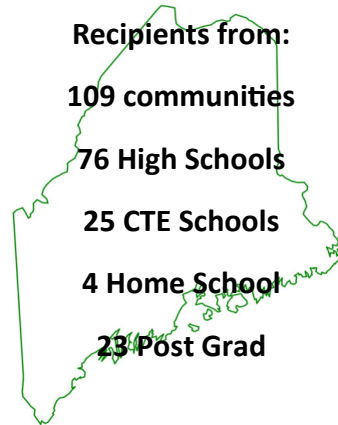 Recipients from:
109 communities
76 High Schools
25 CTE Schools
4 Home School
23 Post Grad